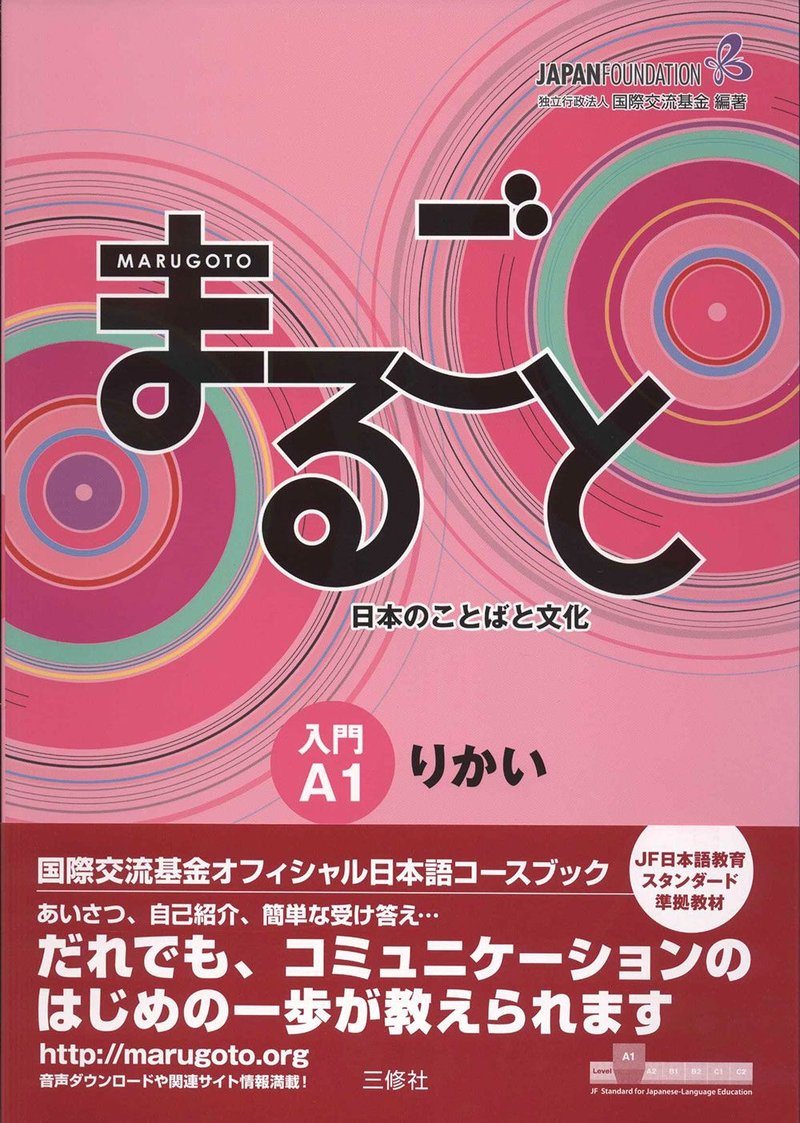 JAPANFOUNDATION
独立行政法人 国際交流基金 編著
まるごと
MARUGOTO
日本のことばと文化
入門
A1
りかい
国際交流基金オフィシャル日本語コースブック
JF日本語教育
スタンダード
準拠教材
あいさつ、自己紹介、簡単な受け答え…
だれでも、コミュニケーションの
はじめの一歩が教えられます
http://marugoto.org
音声ダウンロードや関連サイト情報満載！
三修社
Level A1 A2 B1 B2 C1 C2
JF Standard for Japanese-Language Education